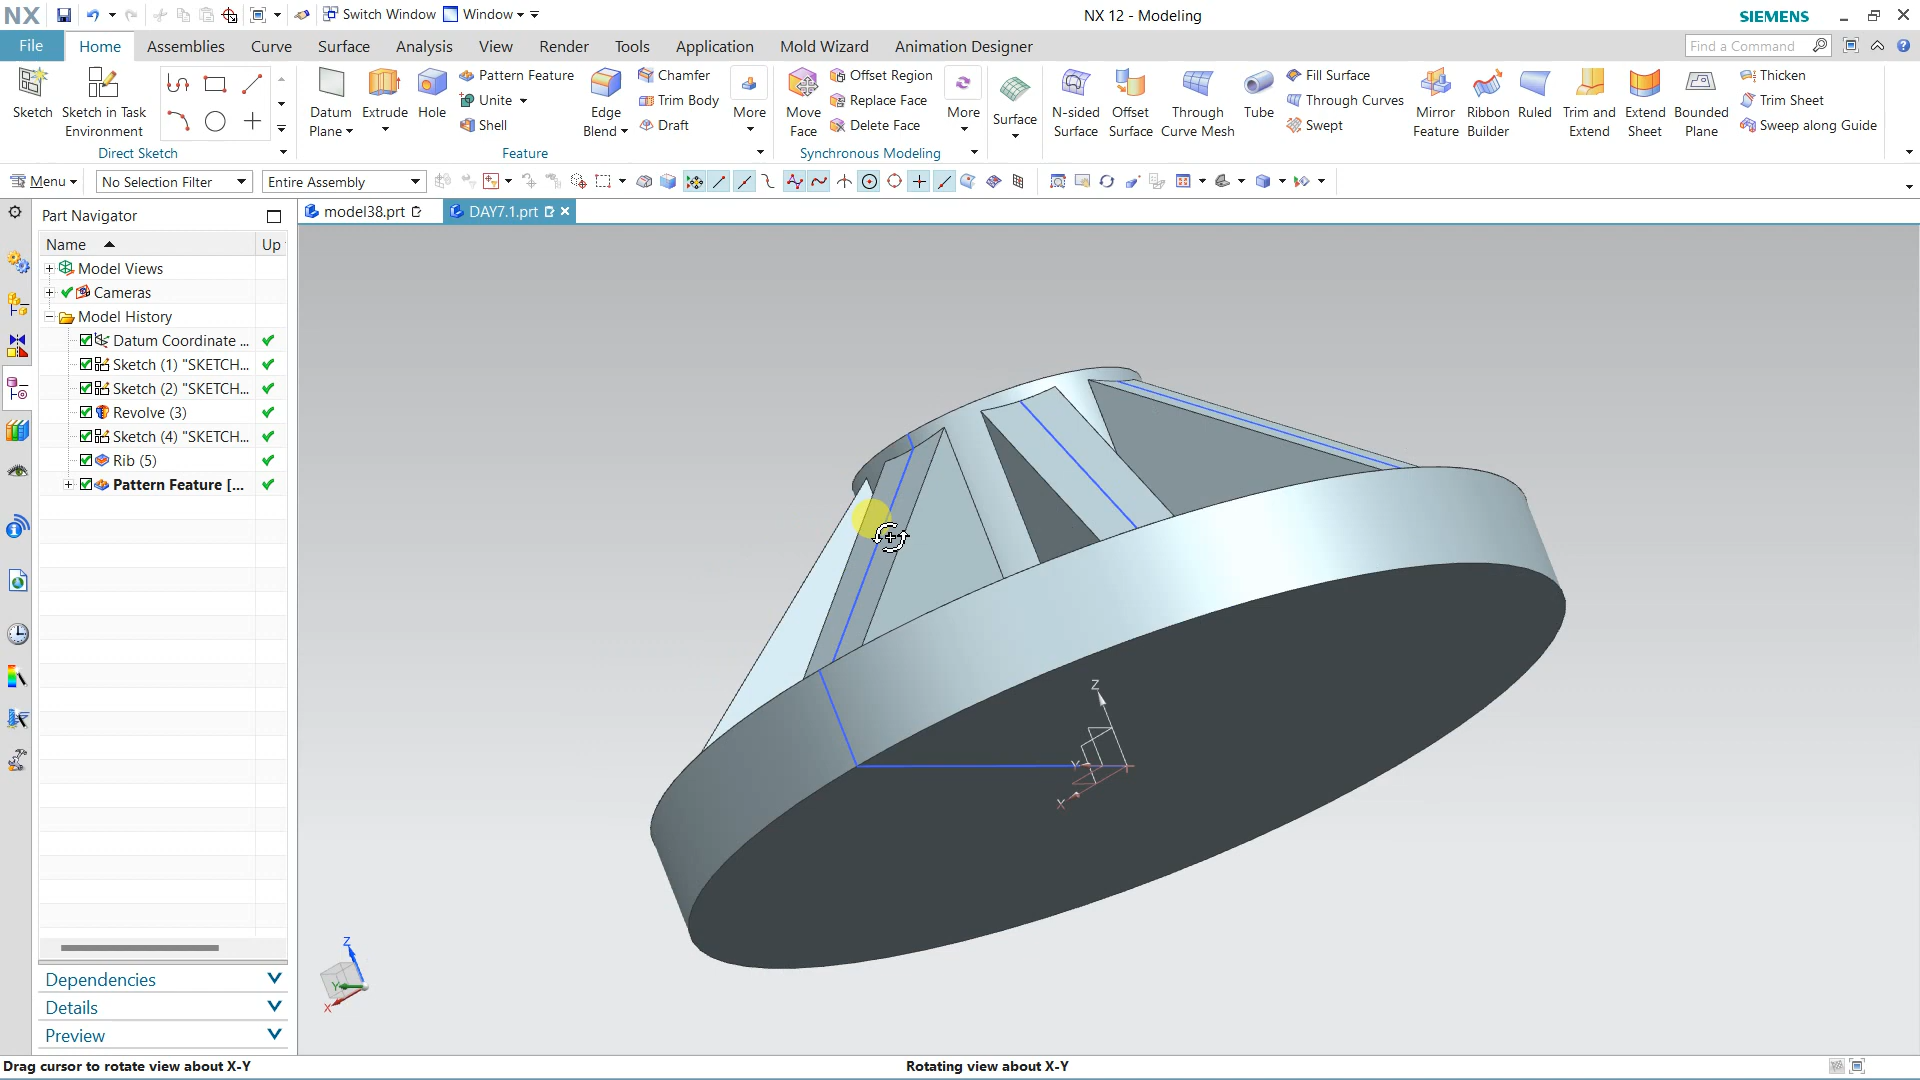 NX Switch Window Window NX 12 - Modeling SIEMENS
File Home Assemblies Curve Surface Analysis View Render Tools Application Mold Wizard Animation Designer Find a Command
Sketch
Sketch in Task
Environment
Direct Sketch
Datum
Plane
Extrude
Hole
Pattern Feature
Unite
Shell
Edge
Blend
Chamfer
Trim Body
Draft
More
Feature
Move
Face
Offset Region
Replace Face
Delete Face
More
Synchronous Modeling
Surface
N-sided
Surface
Offset
Surface
Through
Curve Mesh
Tube
Fill Surface
Through Curves
Swept
Mirror
Feature
Ribbon
Builder
Ruled
Trim and
Extend
Extend
Sheet
Bounded
Plane
Thicken
Trim Sheet
Sweep along Guide
Menu No Selection Filter Entire Assembly
Part Navigator
model38.prt DAY7.1.prt
Name Up
Model Views
Cameras
Model History
Datum Coordinate ...
Sketch (1) "SKETCH...
Sketch (2) "SKETCH...
Revolve (3)
Sketch (4) "SKETCH...
Rib (5)
Pattern Feature [...
Z
Y
X
Z
Y
X
Dependencies
Details
Preview
Drag cursor to rotate view about X-Y Rotating view about X-Y